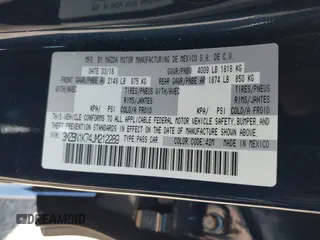 MFD. BY: MAZDA MOTOR MANUFACTURING DE MEXICO S.A. DE C.V.
DATE: 03/18 GVWR/PNBV 4009 LB 1818 KG
FRONT GAWR/PNBE AV 2149 LB 975 KG GAWR/PNBE AR 1874 LB 850 KG
WITH/AVEC TIRES/PNEUS WITH/AVEC TIRES/PNEUS
RIMS/JANTES RIMS/JANTES
KPA/ PSI/ COLD/A FROID KPA/ PSI/ COLD/A FROID
THIS VEHICLE CONFORMS TO ALL APPLICABLE FEDERAL MOTOR VEHICLE SAFETY, BUMPER, AND THEFT PREVENTION STANDARDS IN EFFECT ON THE DATE OF MANUFACTURE SHOWN ABOVE.
TYPE: PASS CAR COLOR CODE: 42M MADE IN MEXICO
AUTOBIDMASTER